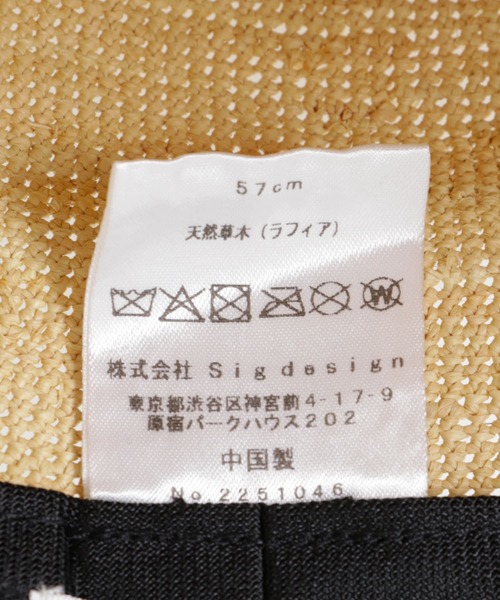 57cm
天然草木（ラフィア）
W
株式会社 Sigdesign
東京都渋谷区神宮前4-17-9
原宿パークハウス202
中国製
No.2251046